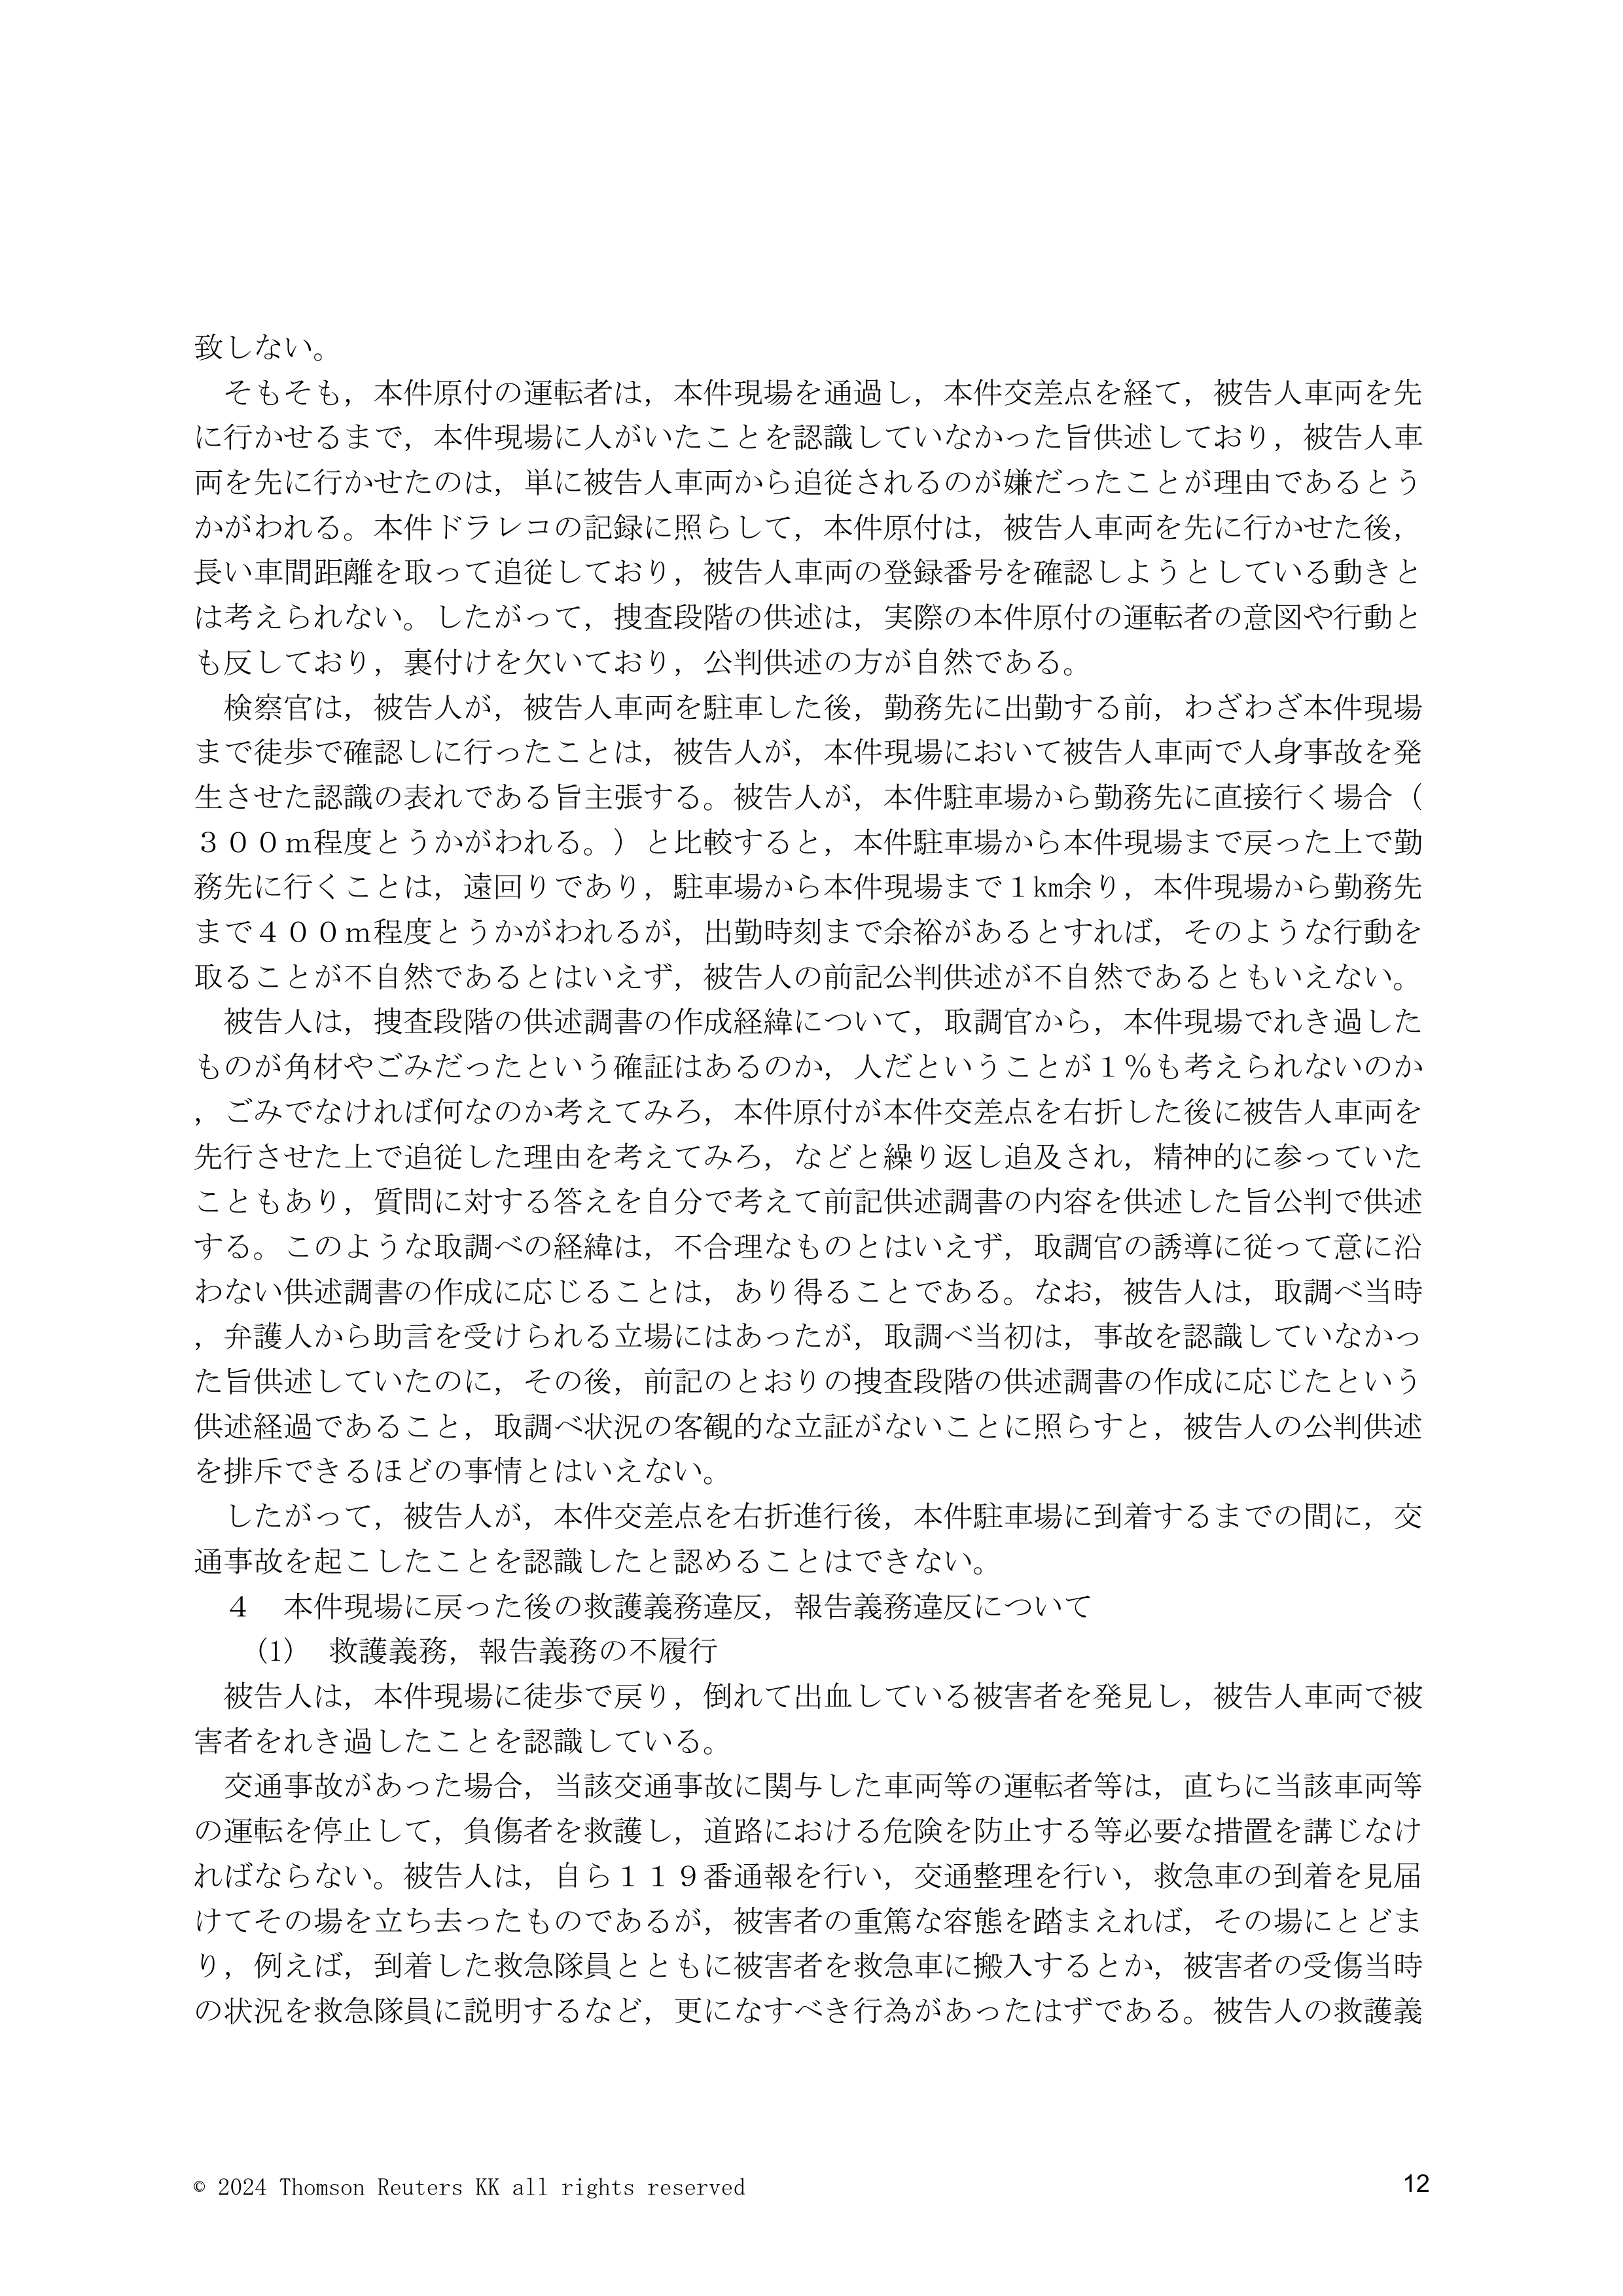 致しない。
　そもそも，本件原付の運転者は，本件現場を通過し，本件交差点を経て，被告人車両を先
に行かせるまで，本件現場に人がいたことを認識していなかった旨供述しており，被告人車
両を先に行かせたのは，単に被告人車両から追従されるのが嫌だったことが理由であるとう
かがわれる。本件ドラレコの記録に照らして，本件原付は，被告人車両を先に行かせた後，
長い車間距離を取って追従しており，被告人車両の登録番号を確認しようとしている動きと
は考えられない。したがって，捜査段階の供述は，実際の本件原付の運転者の意図や行動と
も反しており，裏付けを欠いており，公判供述の方が自然である。
　検察官は，被告人が，被告人車両を駐車した後，勤務先に出勤する前，わざわざ本件現場
まで徒歩で確認しに行ったことは，被告人が，本件現場において被告人車両で人身事故を発
生させた認識の表れである旨主張する。被告人が，本件駐車場から勤務先に直接行く場合（
３００ｍ程度とうかがわれる。）と比較すると，本件駐車場から本件現場まで戻った上で勤
務先に行くことは，遠回りであり，駐車場から本件現場まで１㎞余り，本件現場から勤務先
まで４００ｍ程度とうかがわれるが，出勤時刻まで余裕があるとすれば，そのような行動を
取ることが不自然であるとはいえず，被告人の前記公判供述が不自然であるともいえない。
　被告人は，捜査段階の供述調書の作成経緯について，取調官から，本件現場でれき過した
ものが角材やごみだったという確証はあるのか，人だということが１％も考えられないのか
，ごみでなければ何なのか考えてみろ，本件原付が本件交差点を右折した後に被告人車両を
先行させた上で追従した理由を考えてみろ，などと繰り返し追及され，精神的に参っていた
こともあり，質問に対する答えを自分で考えて前記供述調書の内容を供述した旨公判で供述
する。このような取調べの経緯は，不合理なものとはいえず，取調官の誘導に従って意に沿
わない供述調書の作成に応じることは，あり得ることである。なお，被告人は，取調べ当時
，弁護人から助言を受けられる立場にはあったが，取調べ当初は，事故を認識していなかっ
た旨供述していたのに，その後，前記のとおりの捜査段階の供述調書の作成に応じたという
供述経過であること，取調べ状況の客観的な立証がないことに照らすと，被告人の公判供述
を排斥できるほどの事情とはいえない。
　したがって，被告人が，本件交差点を右折進行後，本件駐車場に到着するまでの間に，交
通事故を起こしたことを認識したと認めることはできない。
　４　本件現場に戻った後の救護義務違反，報告義務違反について
　　⑴　救護義務，報告義務の不履行
　被告人は，本件現場に徒歩で戻り，倒れて出血している被害者を発見し，被告人車両で被
害者をれき過したことを認識している。
　交通事故があった場合，当該交通事故に関与した車両等の運転者等は，直ちに当該車両等
の運転を停止して，負傷者を救護し，道路における危険を防止する等必要な措置を講じなけ
ればならない。被告人は，自ら１１９番通報を行い，交通整理を行い，救急車の到着を見届
けてその場を立ち去ったものであるが，被害者の重篤な容態を踏まえれば，その場にとどま
り，例えば，到着した救急隊員とともに被害者を救急車に搬入するとか，被害者の受傷当時
の状況を救急隊員に説明するなど，更になすべき行為があったはずである。被告人の救護義
© 2024 Thomson Reuters KK all rights reserved
12